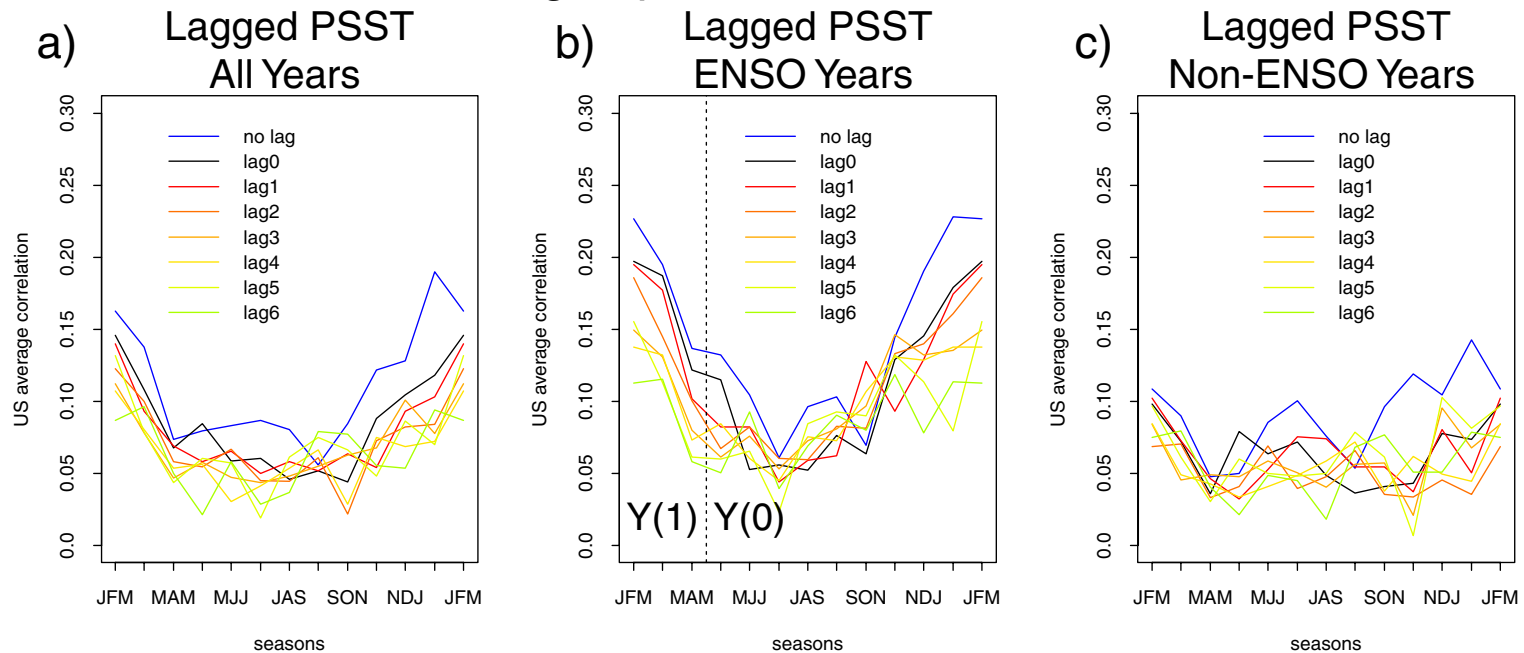 a)
Lagged PSST
All Years
US average correlation
0.30
0.25
0.20
0.15
0.10
0.05
0.0
no lag
lag0
lag1
lag2
lag3
lag4
lag5
lag6
JFM MAM MJJ JAS SON NDJ JFM
seasons
b)
Lagged PSST
ENSO Years
US average correlation
0.30
0.25
0.20
0.15
0.10
0.05
0.0
no lag
lag0
lag1
lag2
lag3
lag4
lag5
lag6
Y(1) Y(0)
JFM MAM MJJ JAS SON NDJ JFM
seasons
c)
Lagged PSST
Non-ENSO Years
US average correlation
0.30
0.25
0.20
0.15
0.10
0.05
0.0
no lag
lag0
lag1
lag2
lag3
lag4
lag5
lag6
JFM MAM MJJ JAS SON NDJ JFM
seasons